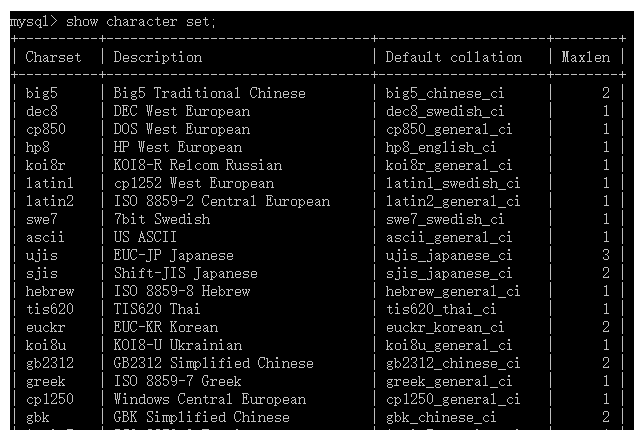 mysql> show character set;
+----------+-----------------------------+---------------------+--------+
| Charset | Description | Default collation | Maxlen |
+----------+-----------------------------+---------------------+--------+
| big5 | Big5 Traditional Chinese | big5_chinese_ci | 2 |
| dec8 | DEC West European | dec8_swedish_ci | 1 |
| cp850 | DOS West European | cp850_general_ci | 1 |
| hp8 | HP West European | hp8_english_ci | 1 |
| koi8r | KOI8-R Relcom Russian | koi8r_general_ci | 1 |
| latin1 | cp1252 West European | latin1_swedish_ci | 1 |
| latin2 | ISO 8859-2 Central European | latin2_general_ci | 1 |
| swe7 | 7bit Swedish | swe7_swedish_ci | 1 |
| ascii | US ASCII | ascii_general_ci | 1 |
| ujis | EUC-JP Japanese | ujis_japanese_ci | 3 |
| sjis | Shift-JIS Japanese | sjis_japanese_ci | 2 |
| hebrew | ISO 8859-8 Hebrew | hebrew_general_ci | 1 |
| tis620 | TIS620 Thai | tis620_thai_ci | 1 |
| euckr | EUC-KR Korean | euckr_korean_ci | 2 |
| koi8u | KOI8-U Ukrainian | koi8u_general_ci | 1 |
| gb2312 | GB2312 Simplified Chinese | gb2312_chinese_ci | 2 |
| greek | ISO 8859-7 Greek | greek_general_ci | 1 |
| cp1250 | Windows Central European | cp1250_general_ci | 1 |
| gbk | GBK Simplified Chinese | gbk_chinese_ci | 2 |